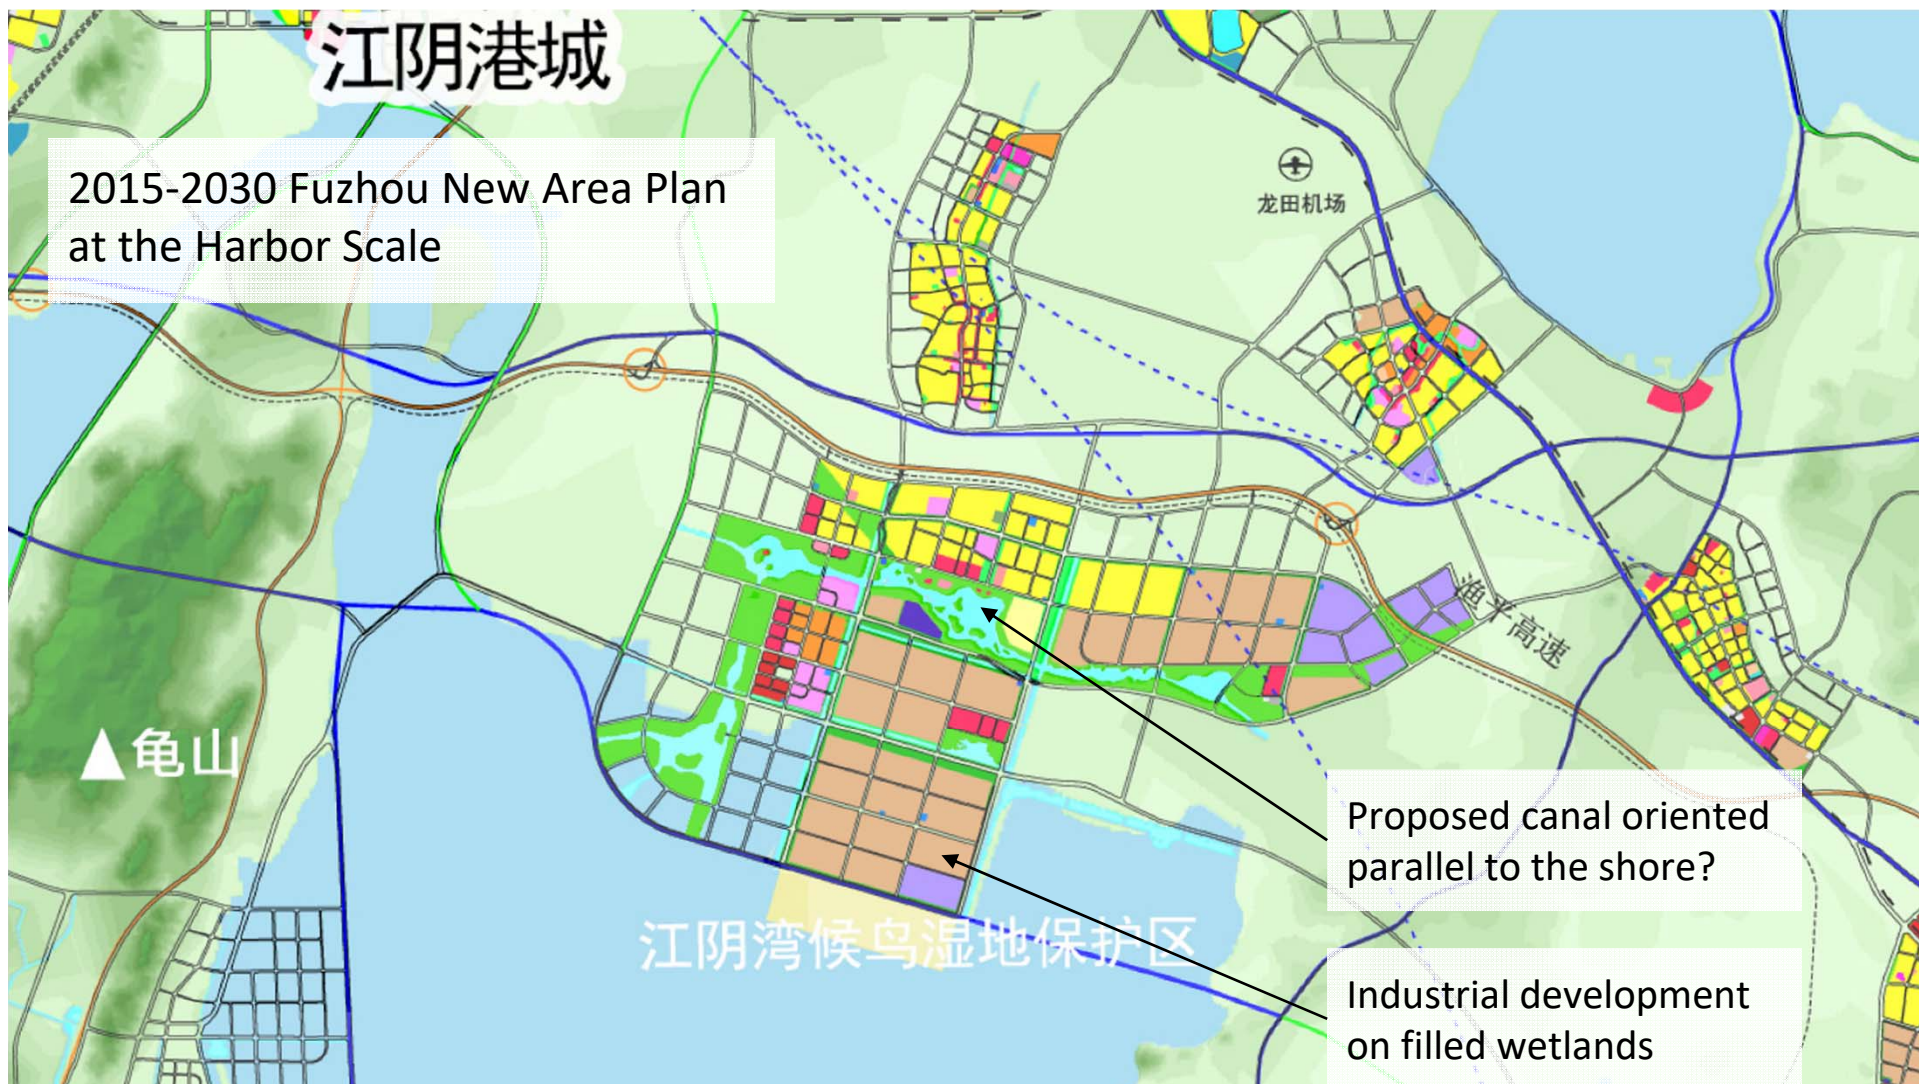 江阴港城
2015-2030 Fuzhou New Area Plan
at the Harbor Scale
龙田机场
渔平高速
龟山
Proposed canal oriented
parallel to the shore?
江阴湾候鸟湿地保护区
Industrial development
on filled wetlands